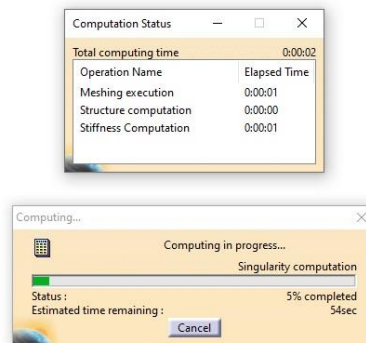 Computation Status
Total computing time 0:00:02
Operation Name Elapsed Time
Meshing execution 0:00:01
Structure computation 0:00:00
Stiffness Computation 0:00:01
Computing...
Computing in progress...
Singularity computation
Status : 5% completed
Estimated time remaining : 54sec
Cancel